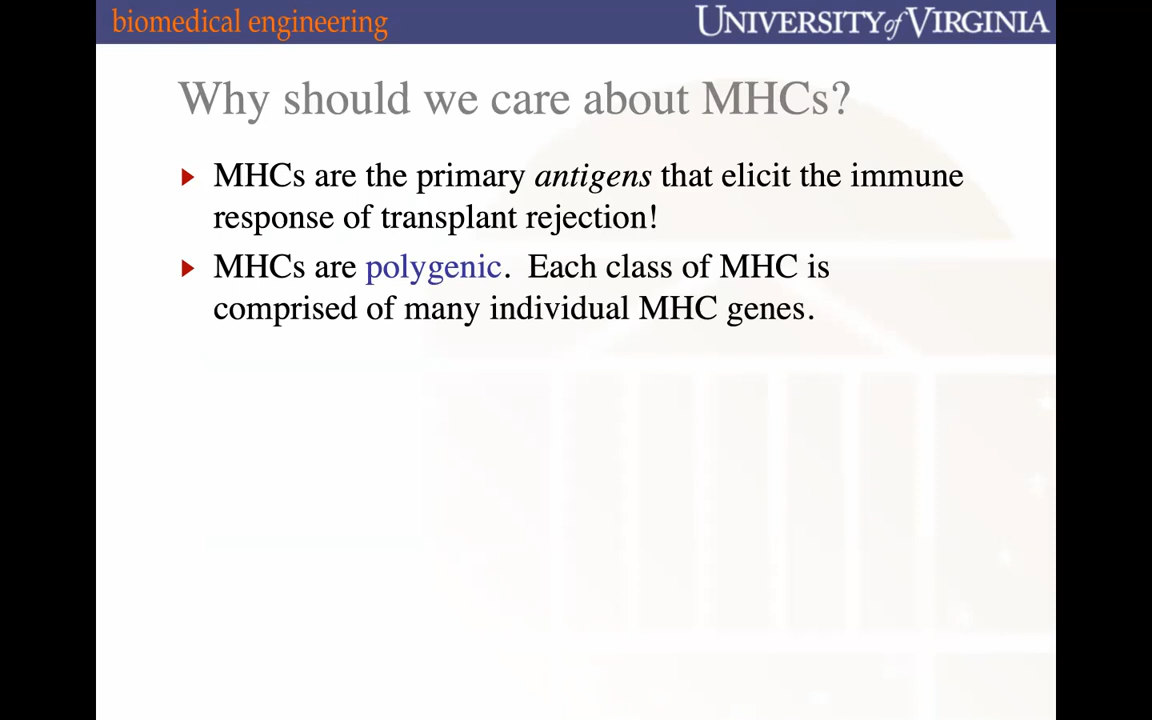 biomedical engineering
UNIVERSITY of VIRGINIA
Why should we care about MHCs?
MHCs are the primary antigens that elicit the immune
response of transplant rejection!
MHCs are polygenic. Each class of MHC is
comprised of many individual MHC genes.